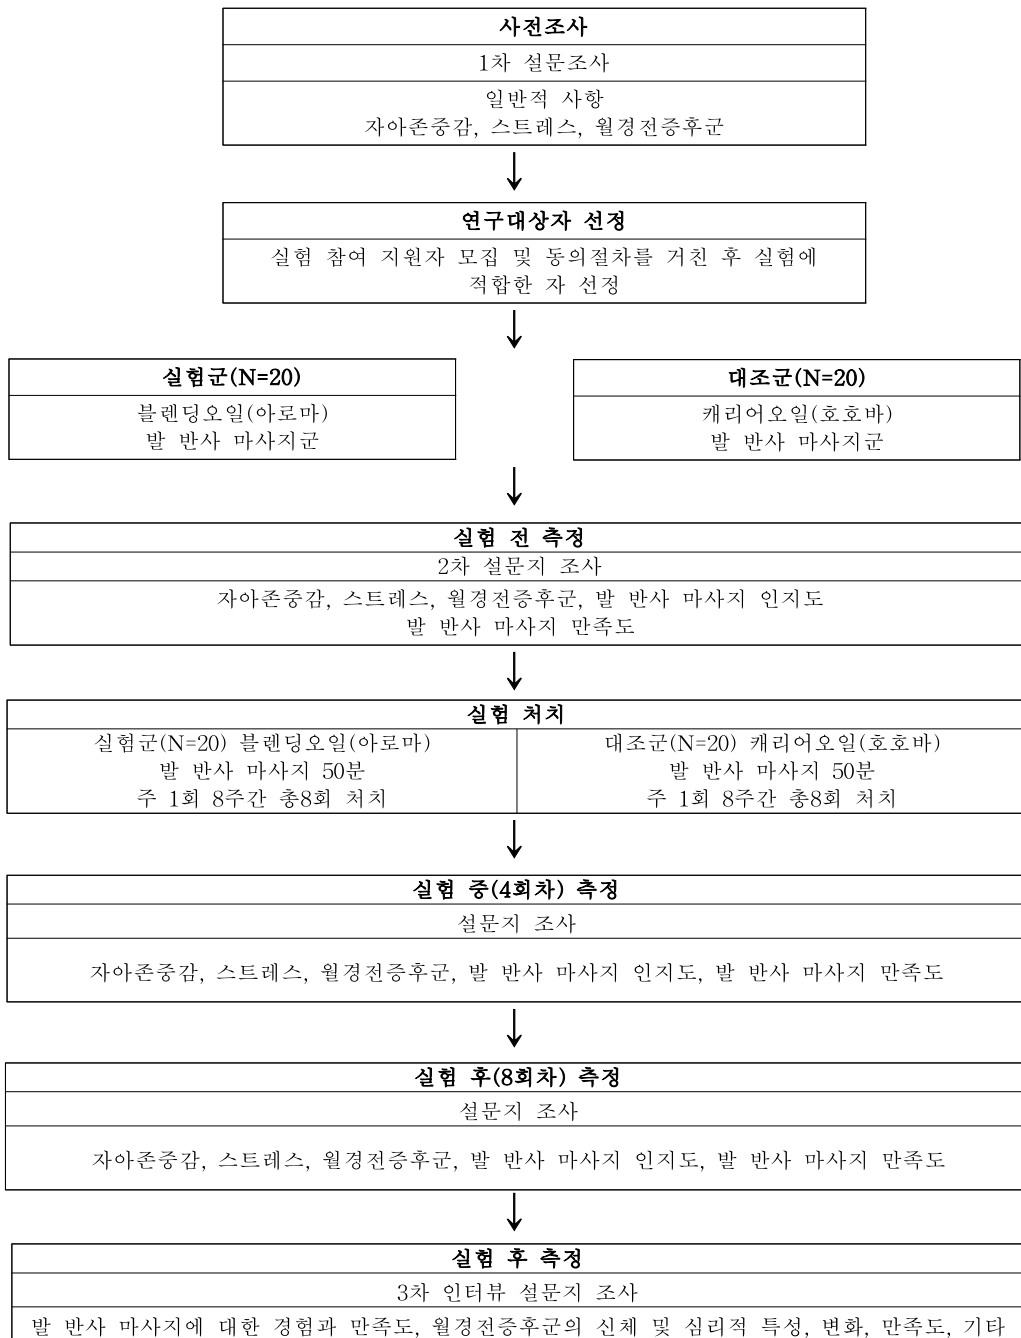 사전조사
1차 설문조사
일반적 사항
자아존중감, 스트레스, 월경전증후군
연구대상자 선정
실험 참여 지원자 모집 및 동의절차를 거친 후 실험에
적합한 자 선정
실험군(N=20)
블렌딩오일(아로마)
발 반사 마사지군
대조군(N=20)
캐리어오일(호호바)
발 반사 마사지군
실험 전 측정
2차 설문지 조사
자아존중감, 스트레스, 월경전증후군, 발 반사 마사지 인지도
발 반사 마사지 만족도
실험 처치
실험군(N=20) 블렌딩오일(아로마)
발 반사 마사지 50분
주 1회 8주간 총8회 처치
대조군(N=20) 캐리어오일(호호바)
발 반사 마사지 50분
주 1회 8주간 총8회 처치
실험 중(4회차) 측정
설문지 조사
자아존중감, 스트레스, 월경전증후군, 발 반사 마사지 인지도, 발 반사 마사지 만족도
실험 후(8회차) 측정
설문지 조사
자아존중감, 스트레스, 월경전증후군, 발 반사 마사지 인지도, 발 반사 마사지 만족도
실험 후 측정
3차 인터뷰 설문지 조사
발 반사 마사지에 대한 경험과 만족도, 월경전증후군의 신체 및 심리적 특성, 변화, 만족도, 기타